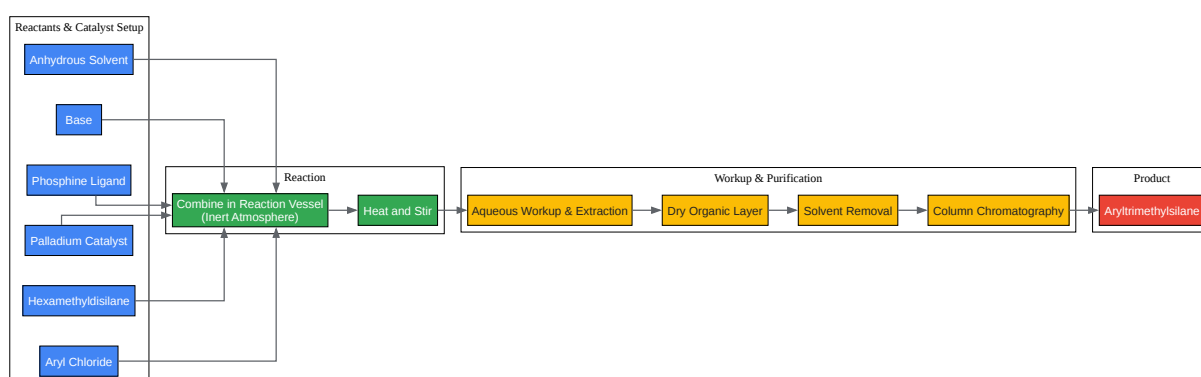 Reactants & Catalyst Setup
Anhydrous Solvent
Base
Phosphine Ligand
Palladium Catalyst
Hexamethyldisilane
Aryl Chloride
Reaction
Combine in Reaction Vessel
(Inert Atmosphere)
Heat and Stir
Workup & Purification
Aqueous Workup & Extraction
Dry Organic Layer
Solvent Removal
Column Chromatography
Product
Aryltrimethylsilane